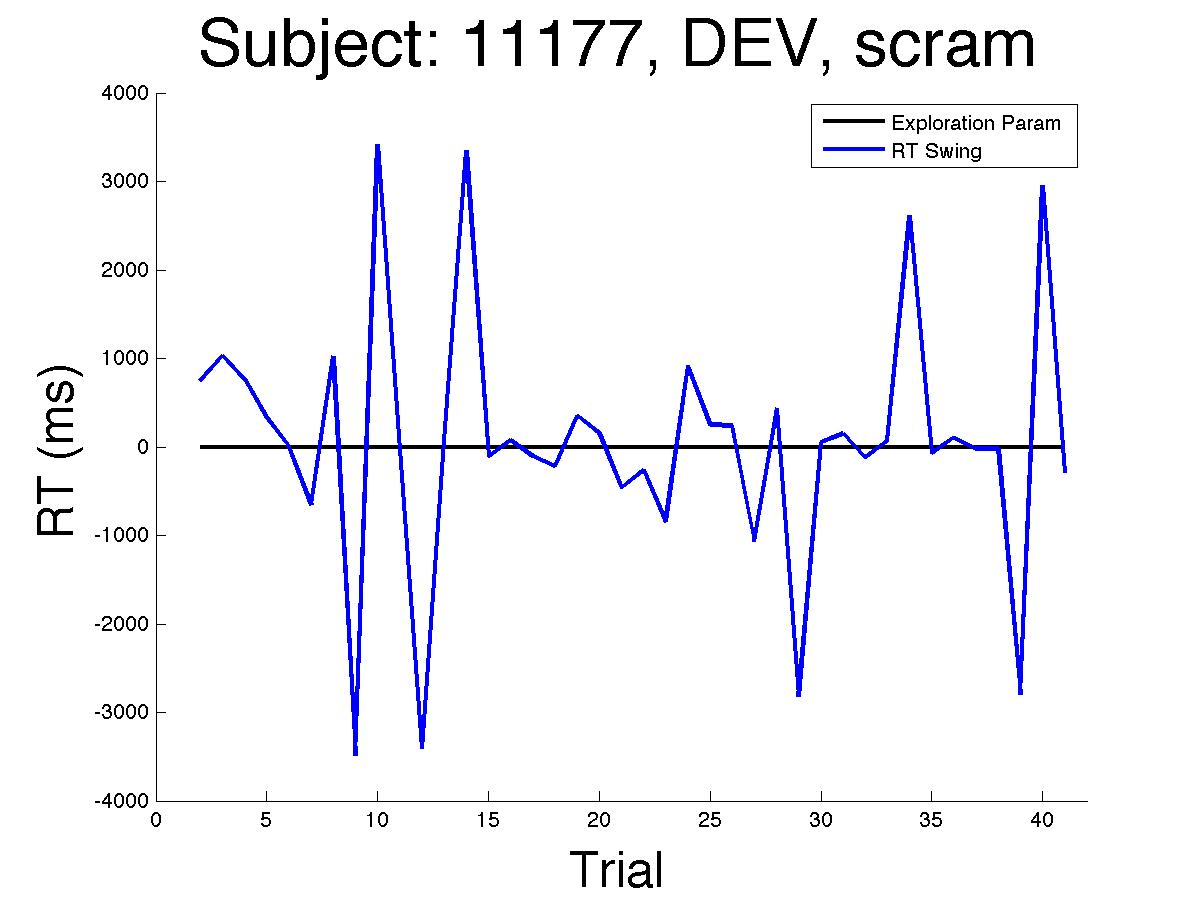 Subject: 11177, DEV, scram
Exploration Param
RT Swing
RT (ms)
4000
3000
2000
1000
0
-1000
-2000
-3000
-4000
0 5 10 15 20 25 30 35 40
Trial